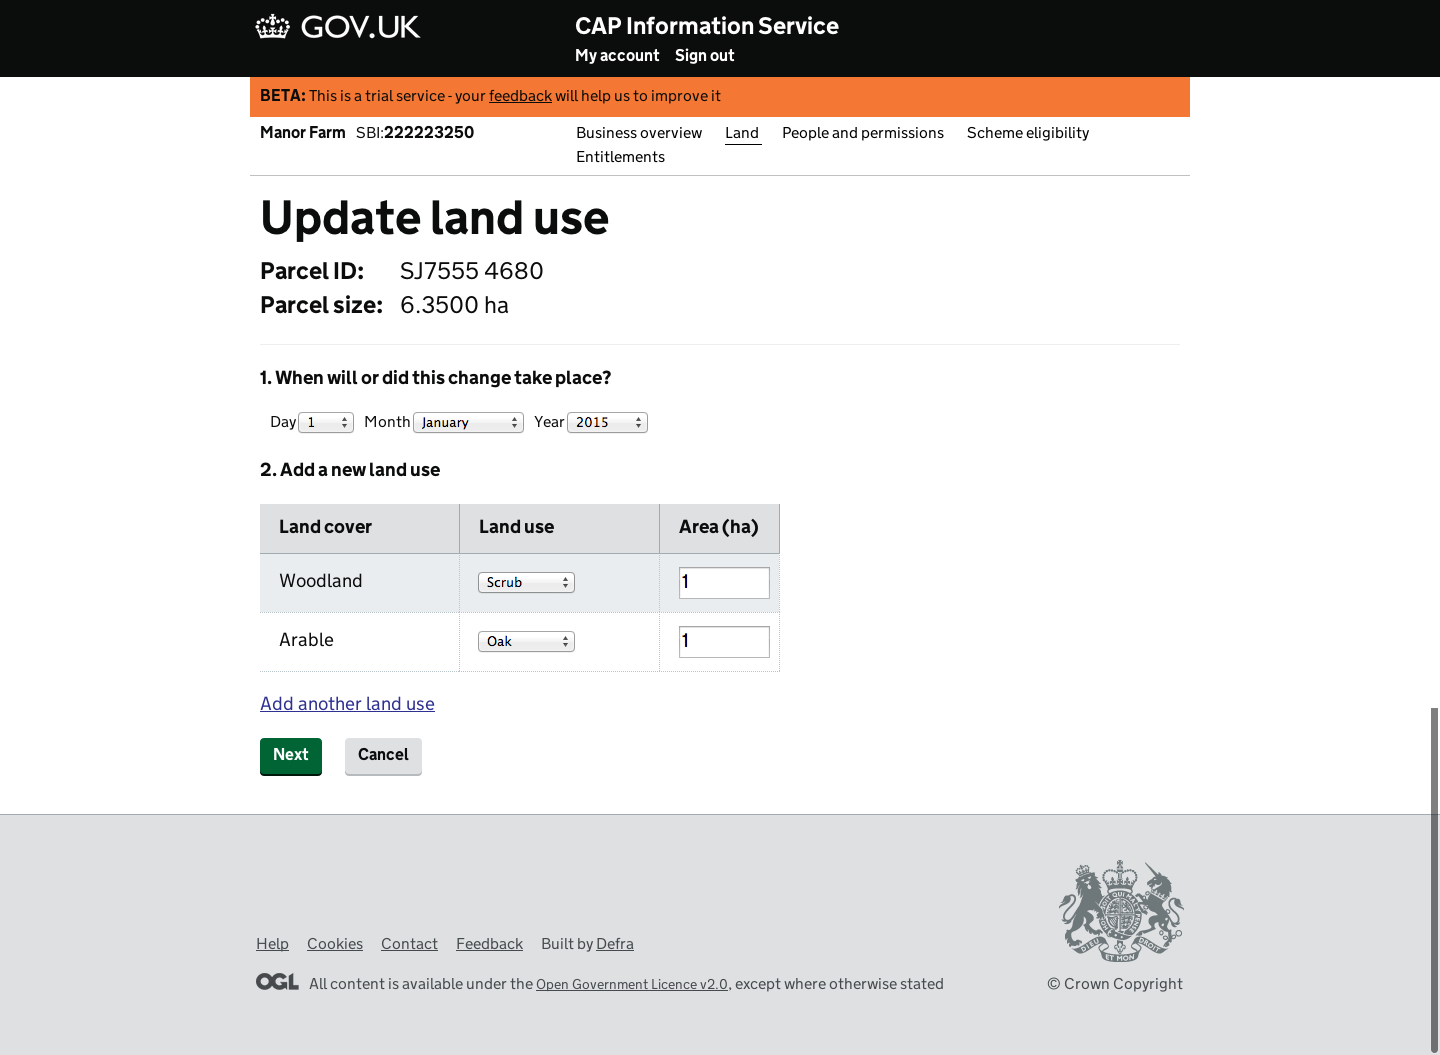 GOV.UK
CAP Information Service
My account Sign out
BETA: This is a trial service - your feedback will help us to improve it
Manor Farm SBI:222223250
Business overview Land People and permissions Scheme eligibility
Entitlements
Update land use
Parcel ID: SJ7555 4680
Parcel size: 6.3500 ha
1. When will or did this change take place?
Day 1 Month January Year 2015
2. Add a new land use
Land cover Land use Area (ha)
Woodland Scrub 1
Arable Oak 1
Add another land use
Next Cancel
Help Cookies Contact Feedback Built by Defra
DIEU ET MON DROIT
OGL All content is available under the Open Government Licence v2.0, except where otherwise stated
© Crown Copyright